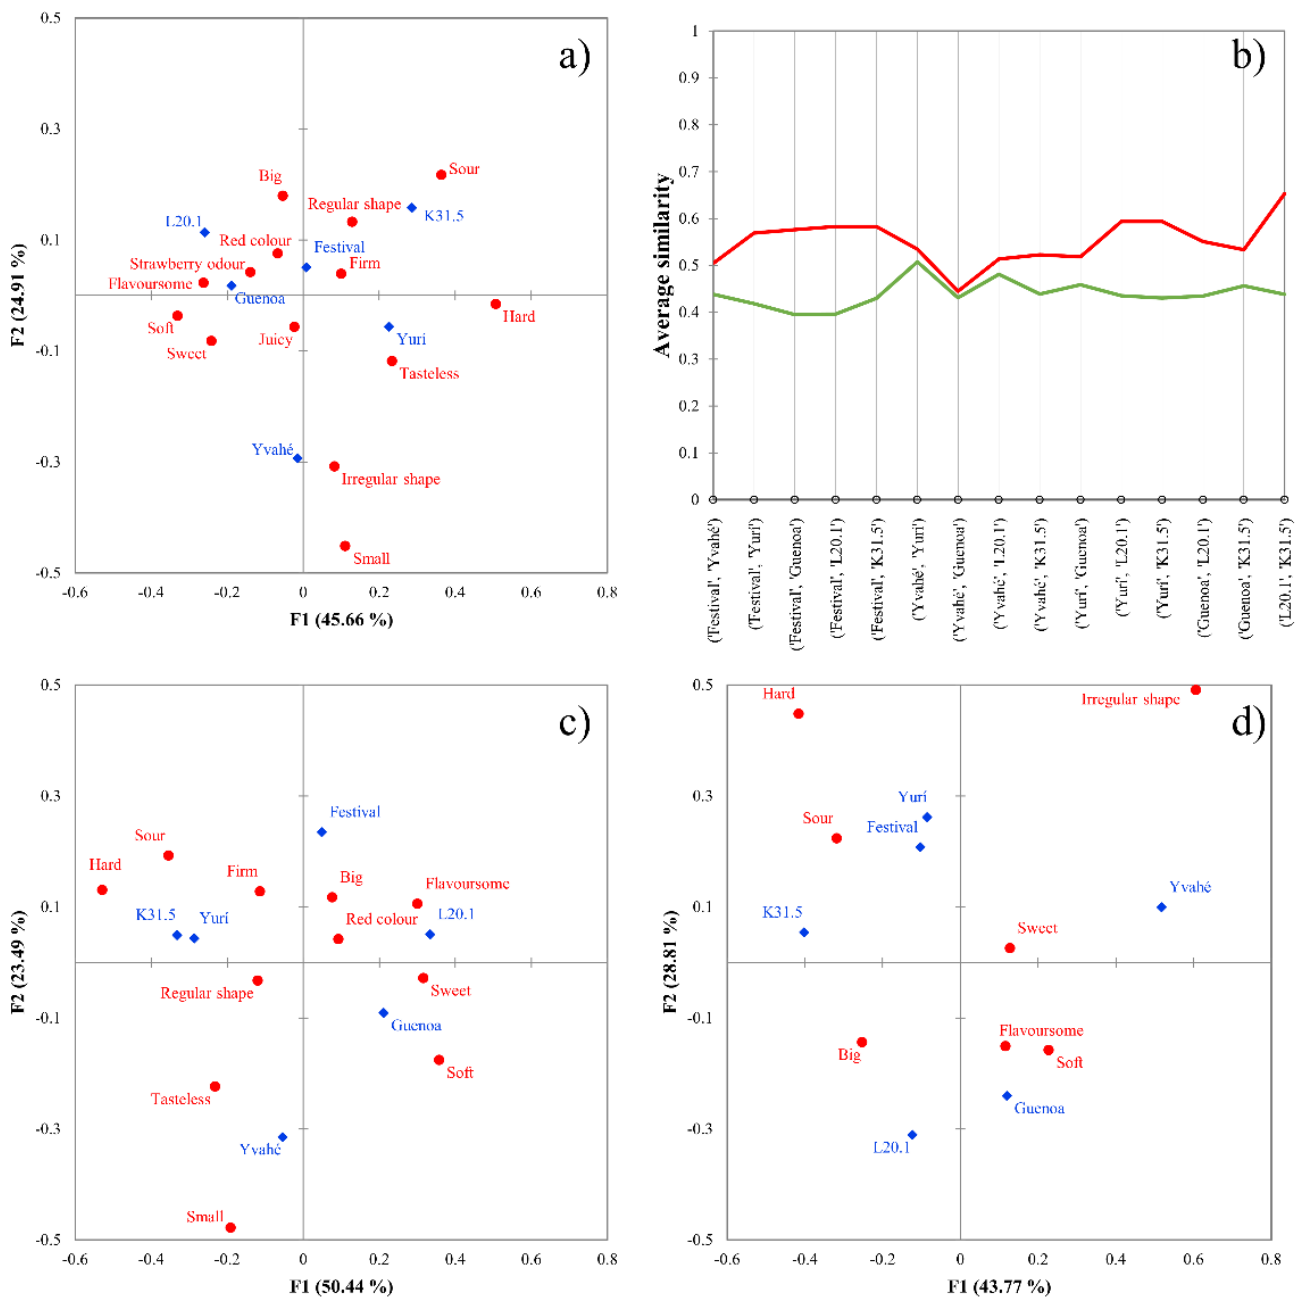 a)
0.5
0.3
0.1
-0.1
-0.3
-0.5
F2 (24.91 %)
Big
Sour
L20.1
Regular shape
K31.5
Red colour
Festival
Strawberry odour
Firm
Flavoursome
Guenoa
Soft
Juicy
Hard
Sweet
Yurí
Tasteless
Yvahé
Irregular shape
Small
-0.6
-0.4
-0.2
0
0.2
0.4
0.6
0.8
F1 (45.66 %)
b)
1
0.9
0.8
0.7
0.6
0.5
0.4
0.3
0.2
0.1
0
Average similarity
('Festival', 'Yvahé')
('Festival', 'Yurí')
('Festival', 'Guenoa')
('Festival', 'L20.1')
('Festival', 'K31.5')
('Yvahé', 'Yurí')
('Yvahé', 'Guenoa')
('Yvahé', 'L20.1')
('Yvahé', 'K31.5')
('Yurí', 'Guenoa')
('Yurí', 'L20.1')
('Yurí', 'K31.5')
('Guenoa', 'L20.1')
('Guenoa', 'K31.5')
('L20.1', 'K31.5')
c)
0.5
0.3
0.1
-0.1
-0.3
-0.5
F2 (23.49 %)
Festival
Sour
Hard
Firm
Big
Flavoursome
K31.5
Yurí
Red colour
L20.1
Regular shape
Sweet
Guenoa
Soft
Tasteless
Yvahé
Small
-0.6
-0.4
-0.2
0
0.2
0.4
0.6
0.8
F1 (50.44 %)
d)
0.5
0.3
0.1
-0.1
-0.3
-0.5
F2 (28.81 %)
Hard
Irregular shape
Yurí
Sour
Festival
Yvahé
K31.5
Sweet
Flavoursome
Big
Soft
Guenoa
L20.1
-0.6
-0.4
-0.2
0
0.2
0.4
0.6
0.8
F1 (43.77 %)